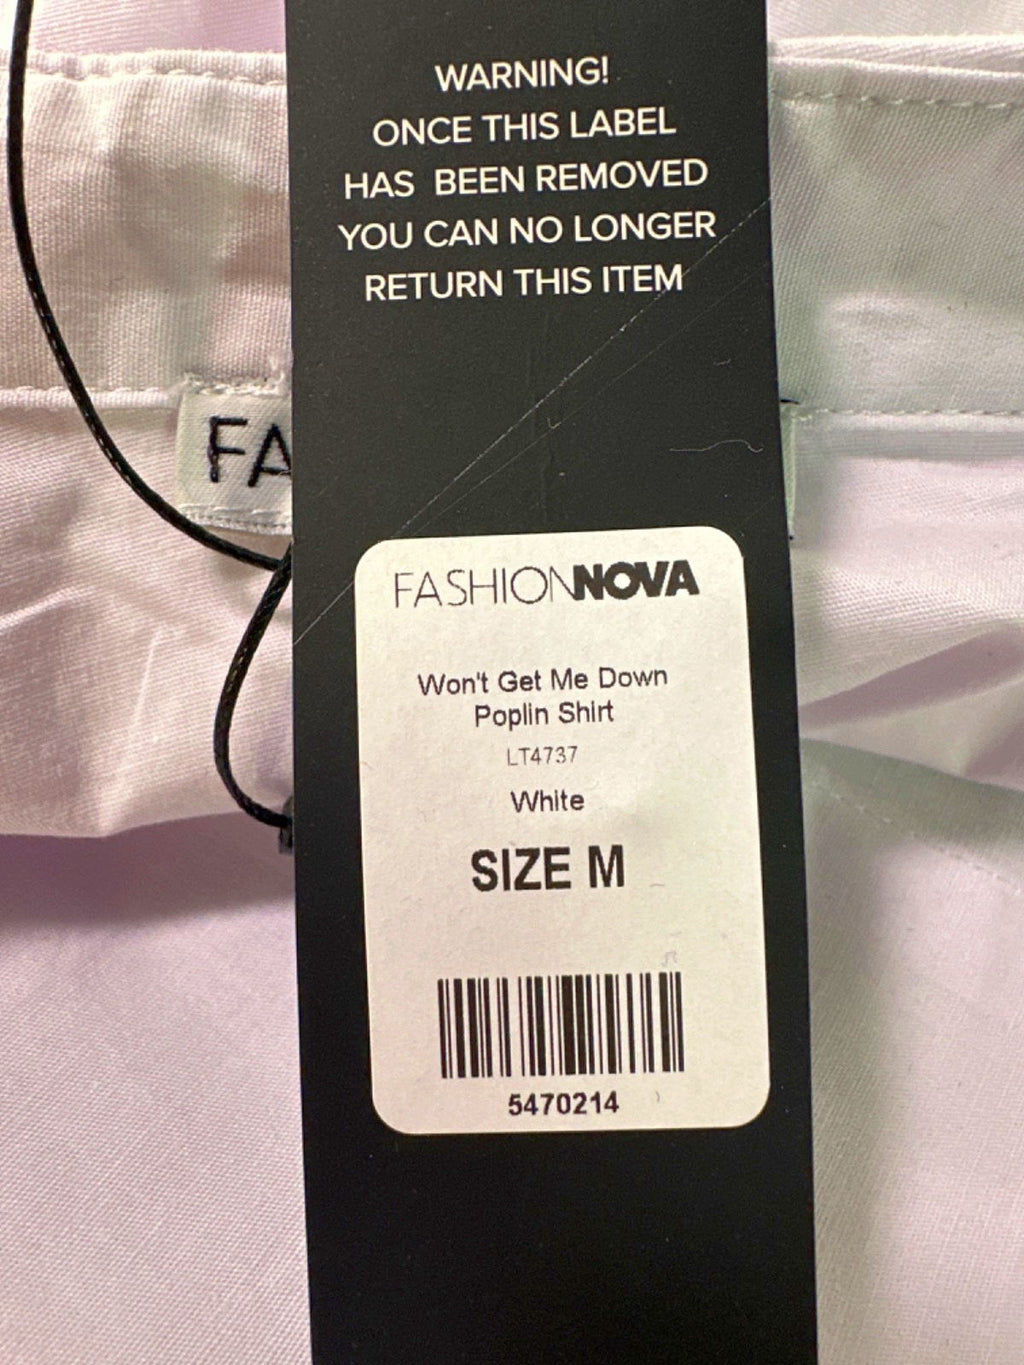 WARNING!
ONCE THIS LABEL
HAS BEEN REMOVED
YOU CAN NO LONGER
RETURN THIS ITEM
FA
FASHIONNOVA
Won't Get Me Down
Poplin Shirt
LT4737
White
SIZE M
5470214